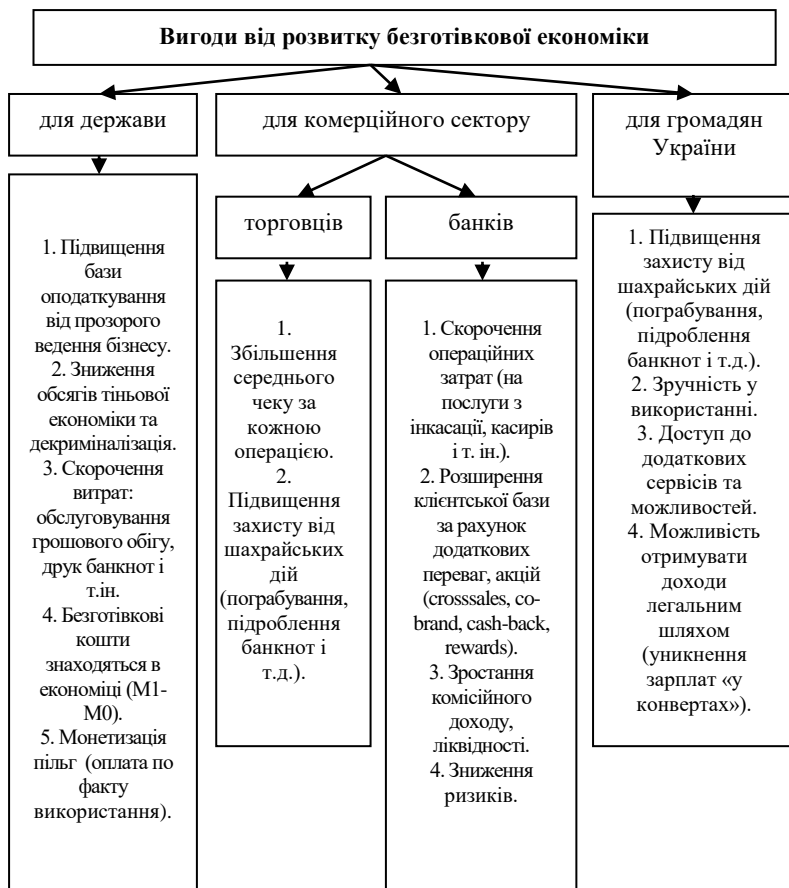 Вигоди від розвитку безготівкової економіки
для держави
для комерційного сектору
для громадян
України
торговців
банків
1. Підвищення
бази
оподаткування
від прозорого
ведення бізнесу.
2. Зниження
обсягів тіньової
економіки та
декриміналізація.
3. Скорочення
витрат:
обслуговування
грошового обігу,
друк банкнот і
т.ін.
4. Безготівкові
кошти
знаходяться в
економіці (М1-
М0).
5. Монетизація
пільг (оплата по
факту
використання).
1.
Збільшення
середнього
чеку за
кожною
операцією.
2.
Підвищення
захисту від
шахрайських
дій
(пограбування,
підроблення
банкнот і
т.д.).
1. Скорочення
операційних
затрат (на
послуги з
інкасації, касирів
і т. ін.).
2. Розширення
клієнтської бази
за рахунок
додаткових
переваг, акцій
(crosssales, co-
brand, cash-back,
rewards).
3. Зростання
комісійного
доходу,
ліквідності.
4. Зниження
ризиків.
1. Підвищення
захисту від
шахрайських дій
(пограбування,
підроблення
банкнот і т.д.).
2. Зручність у
використанні.
3. Доступ до
додаткових
сервісів та
можливостей.
4. Можливість
отримувати
доходи
легальним
шляхом
(уникнення
зарплат «у
конвертах»).